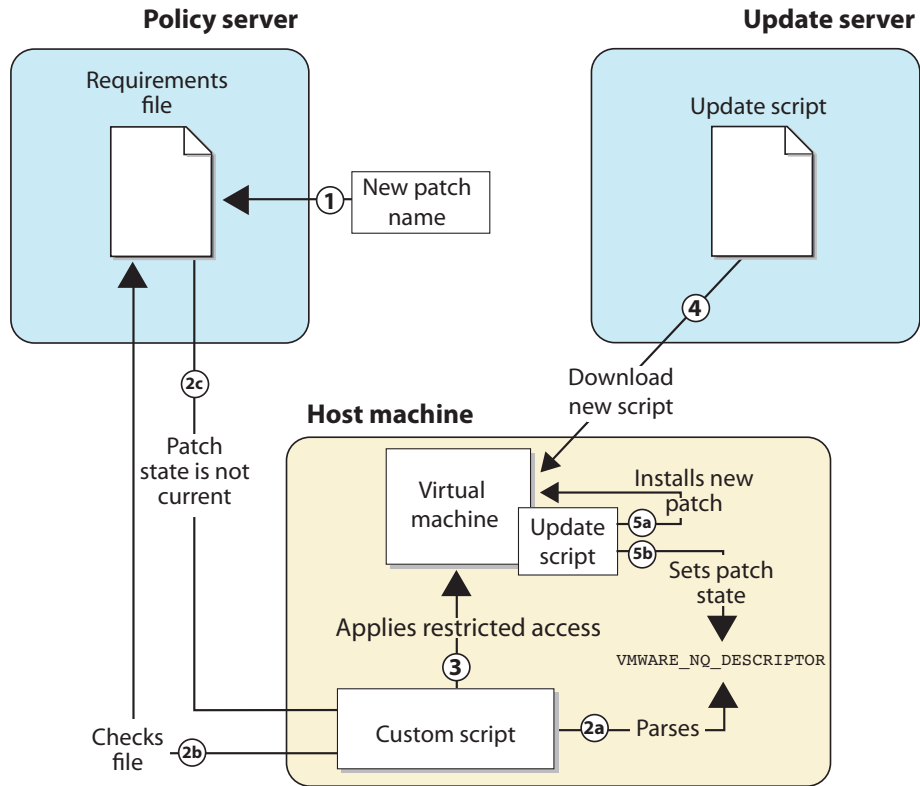 Policy server
Update server
Requirements
file
Update script
1
New patch
name
4
2c
Download
new script
Host machine
Patch
state is not
current
Virtual
machine
Installs new
patch
Update
script
5a
5b
Sets patch
state
Applies restricted access
VMWARE_NQ_DESCRIPTOR
3
Custom script
2a
Parses
Checks
file
2b